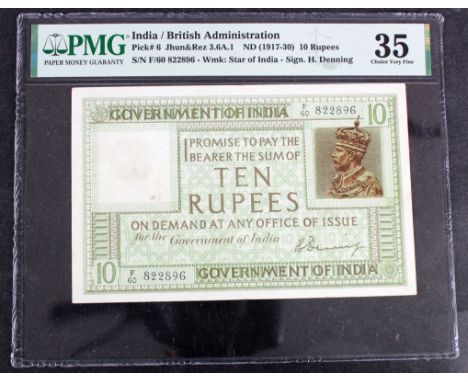 PMG
PAPER MONEY GUARANTY
India / British Administration
Pick# 6 Jhun&Rez 3.6A.1 ND (1917-30) 10 Rupees
S/N F/60 822896 - Wmk: Star of India - Sign. H. Denning
35
Choice Very Fine
GOVERNMENT OF INDIA F/60 822896 10
I PROMISE TO PAY THE
BEARER THE SUM OF
TEN
RUPEES
ON DEMAND AT ANY OFFICE OF ISSUE
for the Government of India
H Denning
10 F/60 822896 GOVERNMENT OF INDIA